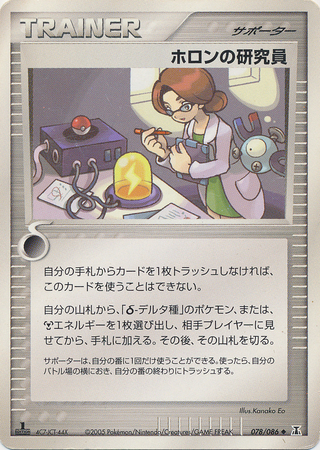 TRAINER
サポーター
ホロンの研究員
自分の手札からカードを1枚トラッシュしなければ、
このカードを使うことはできない。
自分の山札から、「δ-デルタ種」のポケモン、または、
エネルギーを1枚選び出し、相手プレイヤーに見
せてから、手札に加える。その後、その山札を切る。
サポーターは、自分の番に1回だけ使うことができる。使ったら、自分のバ
トル場の横におき、自分の番の終わりにトラッシュする。
Illus.Kanako Eo
1
EDITION
©2005 Pokémon/Nintendo/Creatures/GAME FREAK.
078/086